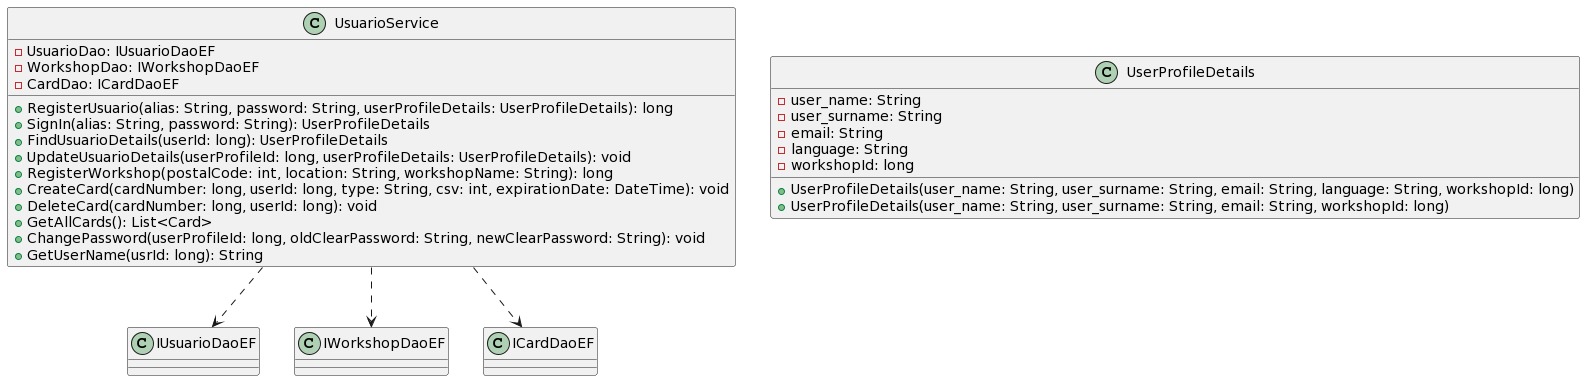 C UsuarioService
UsuarioDao: IUsuarioDaoEF
WorkshopDao: IWorkshopDaoEF
CardDao: ICardDaoEF
RegisterUsuario(alias: String, password: String, userProfileDetails: UserProfileDetails): long
SignIn(alias: String, password: String): UserProfileDetails
FindUsuarioDetails(userId: long): UserProfileDetails
UpdateUsuarioDetails(userProfileId: long, userProfileDetails: UserProfileDetails): void
RegisterWorkshop(postalCode: int, location: String, workshopName: String): long
CreateCard(cardNumber: long, userId: long, type: String, csv: int, expirationDate: DateTime): void
DeleteCard(cardNumber: long, userId: long): void
GetAllCards(): List<Card>
ChangePassword(userProfileId: long, oldClearPassword: String, newClearPassword: String): void
GetUserName(usrId: long): String
C UserProfileDetails
user_name: String
user_surname: String
email: String
language: String
workshopId: long
UserProfileDetails(user_name: String, user_surname: String, email: String, language: String, workshopId: long)
UserProfileDetails(user_name: String, user_surname: String, email: String, workshopId: long)
C IUsuarioDaoEF
C IWorkshopDaoEF
C ICardDaoEF